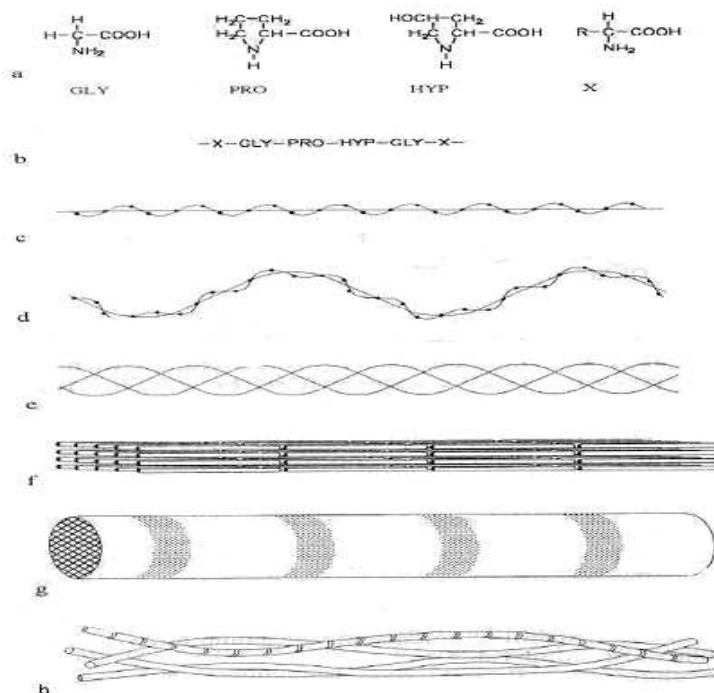 H H₂C—CH₂ HOHC—CH₂ H
H—C—COOH H₂C CH—COOH H₂C CH—COOH R—C—COOH
NH₂ N N NH₂
H H
a
GLY PRO HYP X
—X—GLY—PRO—HYP—GLY—X—
b
c
d
e
f
g
h